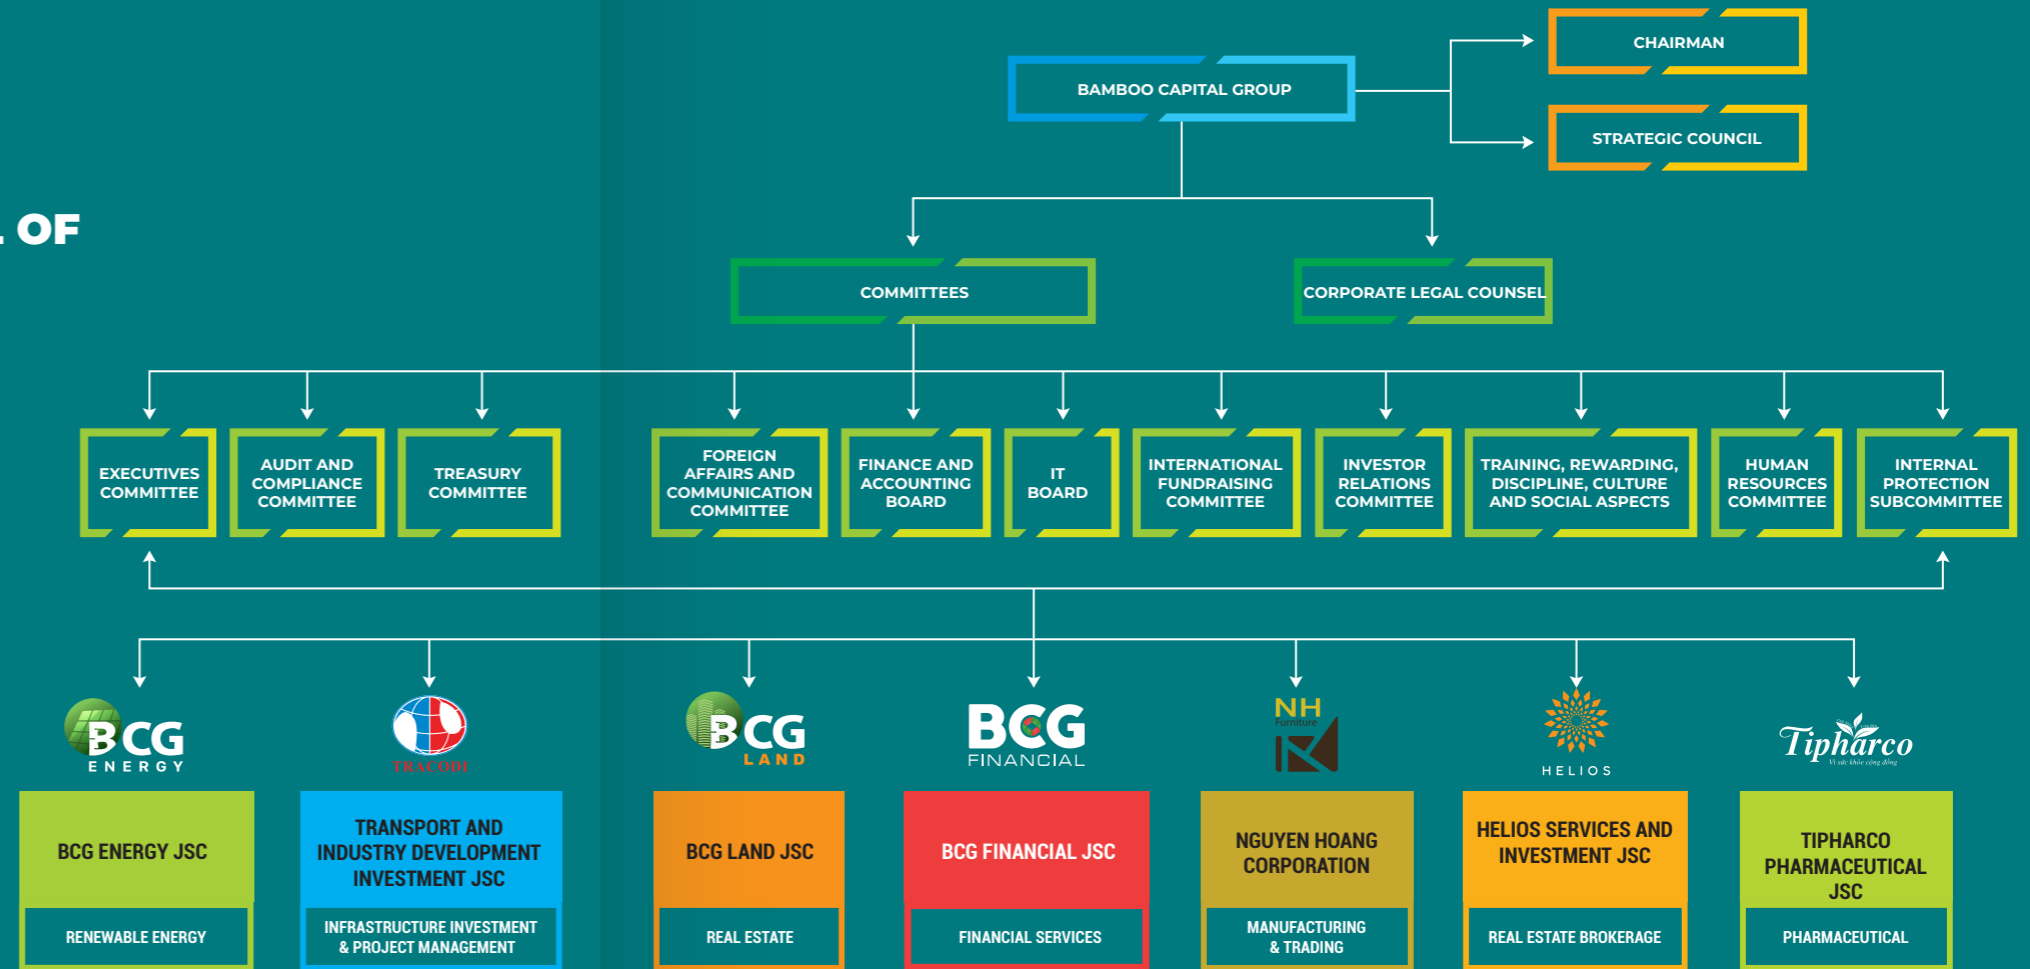 CHAIRMAN
BAMBOO CAPITAL GROUP
STRATEGIC COUNCIL
L OF
COMMITTEES
CORPORATE LEGAL COUNSEL
EXECUTIVES
COMMITTEE
AUDIT AND
COMPLIANCE
COMMITTEE
TREASURY
COMMITTEE
FOREIGN
AFFAIRS AND
COMMUNICATION
COMMITTEE
FINANCE AND
ACCOUNTING
BOARD
IT
BOARD
INTERNATIONAL
FUNDRAISING
COMMITTEE
INVESTOR
RELATIONS
COMMITTEE
TRAINING, REWARDING,
DISCIPLINE, CULTURE
AND SOCIAL ASPECTS
HUMAN
RESOURCES
COMMITTEE
INTERNAL
PROTECTION
SUBCOMMITTEE
BCG
ENERGY
TRACODI
BCG
LAND
BCG
FINANCIAL
NH
Furniture
HELIOS
Tipharco
Vì sức khỏe cộng đồng
BCG ENERGY JSC
RENEWABLE ENERGY
TRANSPORT AND
INDUSTRY DEVELOPMENT
INVESTMENT JSC
INFRASTRUCTURE INVESTMENT
& PROJECT MANAGEMENT
BCG LAND JSC
REAL ESTATE
BCG FINANCIAL JSC
FINANCIAL SERVICES
NGUYEN HOANG
CORPORATION
MANUFACTURING
& TRADING
HELIOS SERVICES AND
INVESTMENT JSC
REAL ESTATE BROKERAGE
TIPHARCO
PHARMACEUTICAL
JSC
PHARMACEUTICAL